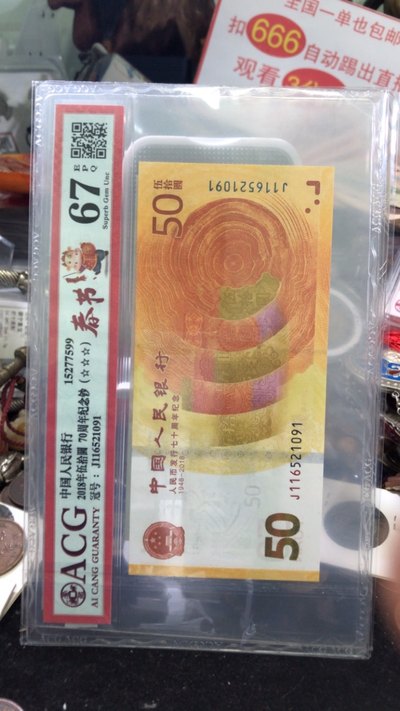 全国一单也包邮
扣666自动踢出直
观看
ACG
AI CANG GUARANTY
中国人民银行
15277599
2018年伍拾圆 70周年纪念钞 (☆☆☆)
冠号: J116521091
春节
67
EPQ
Superb Gem Unc
50
伍拾圓
J116521091
中国人民银行
人民币发行七十周年纪念
1948-2018
J116521091
50